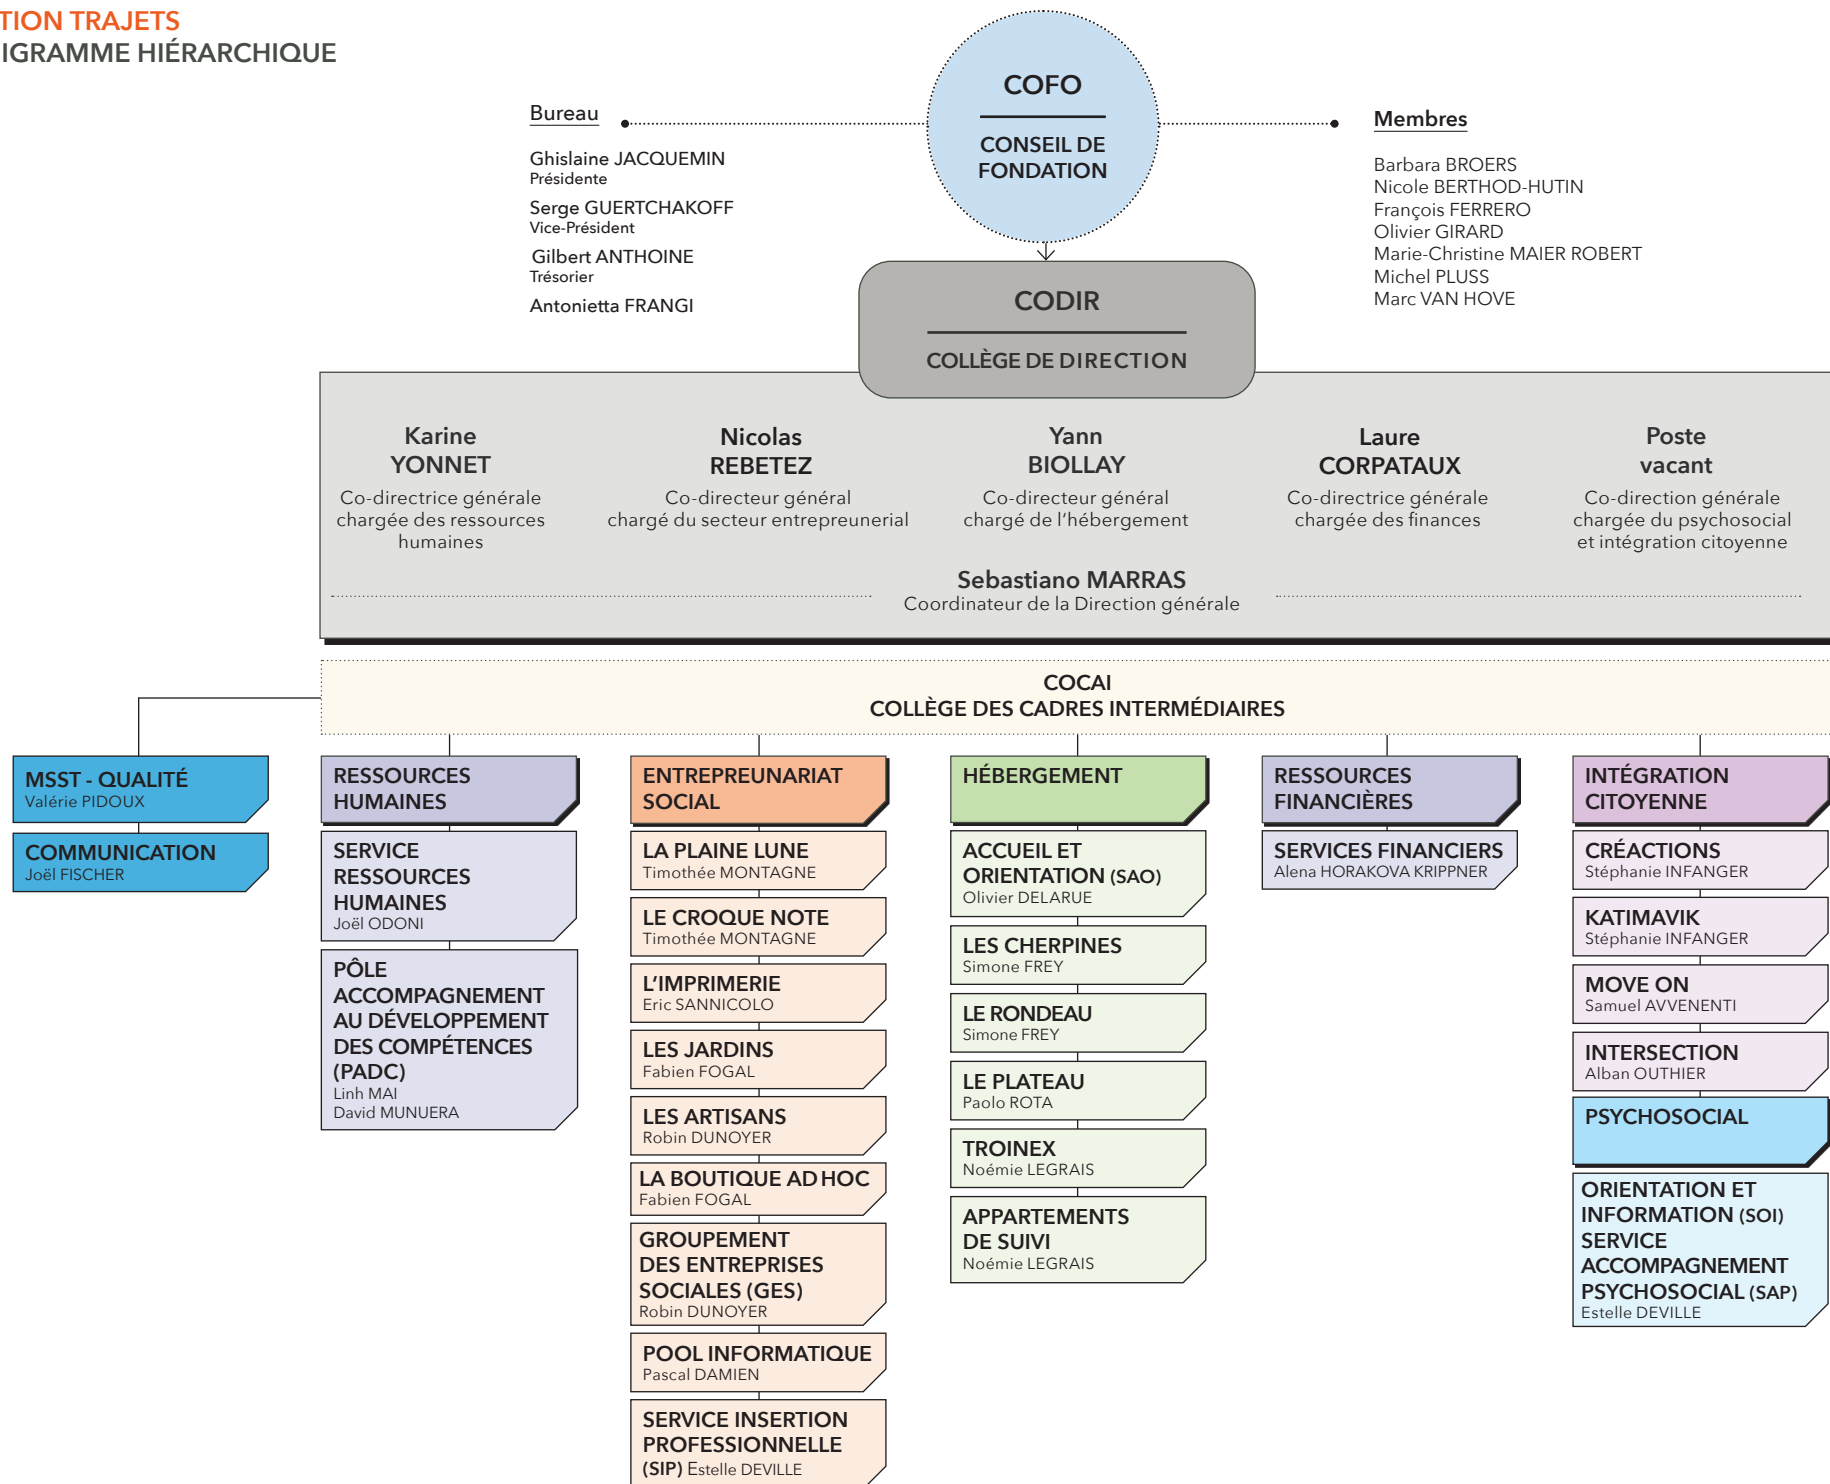 TION TRAJETS
IGRAMME HIÉRARCHIQUE
COFO
CONSEIL DE
FONDATION
Bureau
Ghislaine JACQUEMIN
Présidente
Serge GUERTCHAKOFF
Vice-Président
Gilbert ANTHOINE
Trésorier
Antonietta FRANGI
Membres
Barbara BROERS
Nicole BERTHOD-HUTIN
François FERRERO
Olivier GIRARD
Marie-Christine MAIER ROBERT
Michel PLUSS
Marc VAN HOVE
CODIR
COLLÈGE DE DIRECTION
Karine
YONNET
Co-directrice générale
chargée des ressources
humaines
Nicolas
REBETEZ
Co-directeur général
chargé du secteur entrepreunerial
Yann
BIOLLAY
Co-directeur général
chargé de l'hébergement
Laure
CORPATAUX
Co-directrice générale
chargée des finances
Poste
vacant
Co-direction générale
chargée du psychosocial
et intégration citoyenne
Sebastiano MARRAS
Coordinateur de la Direction générale
COCAI
COLLÈGE DES CADRES INTERMÉDIAIRES
MSST - QUALITÉ
Valérie PIDOUX
COMMUNICATION
Joël FISCHER
RESSOURCES
HUMAINES
SERVICE
RESSOURCES
HUMAINES
Joël ODONI
PÔLE
ACCOMPAGNEMENT
AU DÉVELOPPEMENT
DES COMPÉTENCES
(PADC)
Linh MAI
David MUNUERA
ENTREPREUNARIAT
SOCIAL
LA PLAINE LUNE
Timothée MONTAGNE
LE CROQUE NOTE
Timothée MONTAGNE
L'IMPRIMERIE
Eric SANNICOLO
LES JARDINS
Fabien FOGAL
LES ARTISANS
Robin DUNOYER
LA BOUTIQUE AD HOC
Fabien FOGAL
GROUPEMENT
DES ENTREPRISES
SOCIALES (GES)
Robin DUNOYER
POOL INFORMATIQUE
Pascal DAMIEN
SERVICE INSERTION
PROFESSIONNELLE
(SIP) Estelle DEVILLE
HÉBERGEMENT
ACCUEIL ET
ORIENTATION (SAO)
Olivier DELARUE
LES CHERPINES
Simone FREY
LE RONDEAU
Simone FREY
LE PLATEAU
Paolo ROTA
TROINEX
Noémie LEGRAIS
APPARTEMENTS
DE SUIVI
Noémie LEGRAIS
RESSOURCES
FINANCIÈRES
SERVICES FINANCIERS
Alena HORAKOVA KRIPPNER
INTÉGRATION
CITOYENNE
CRÉACTIONS
Stéphanie INFANGER
KATIMAVIK
Stéphanie INFANGER
MOVE ON
Samuel AVVENENTI
INTERSECTION
Alban OUTHIER
PSYCHOSOCIAL
ORIENTATION ET
INFORMATION (SOI)
SERVICE
ACCOMPAGNEMENT
PSYCHOSOCIAL (SAP)
Estelle DEVILLE